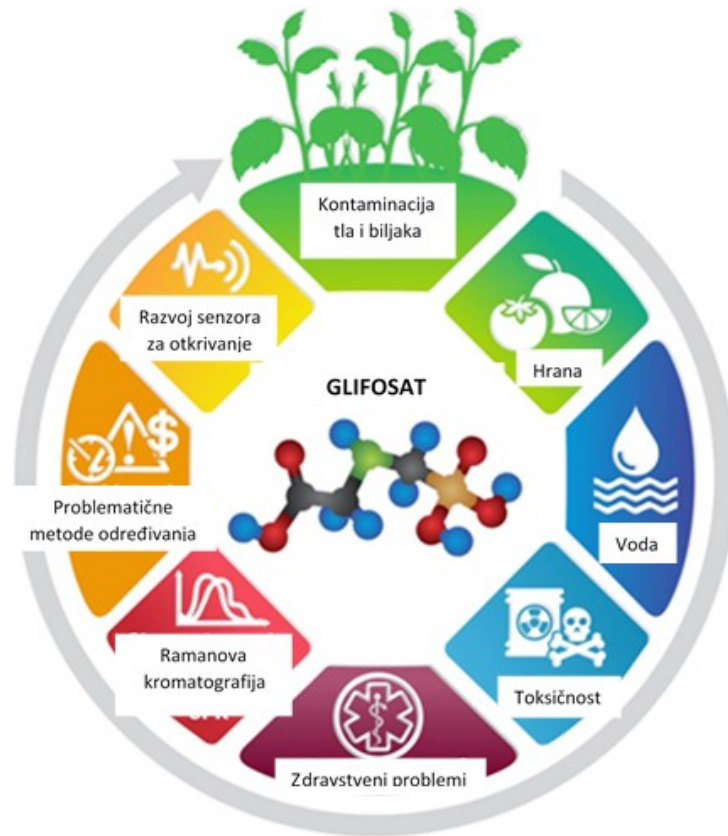 Kontaminacija
tla i biljaka
Hrana
Voda
Toksičnost
Zdravstveni problemi
Ramanova
kromatografija
Problematične
metode određivanja
Razvoj senzora
za otkrivanje
GLIFOSAT